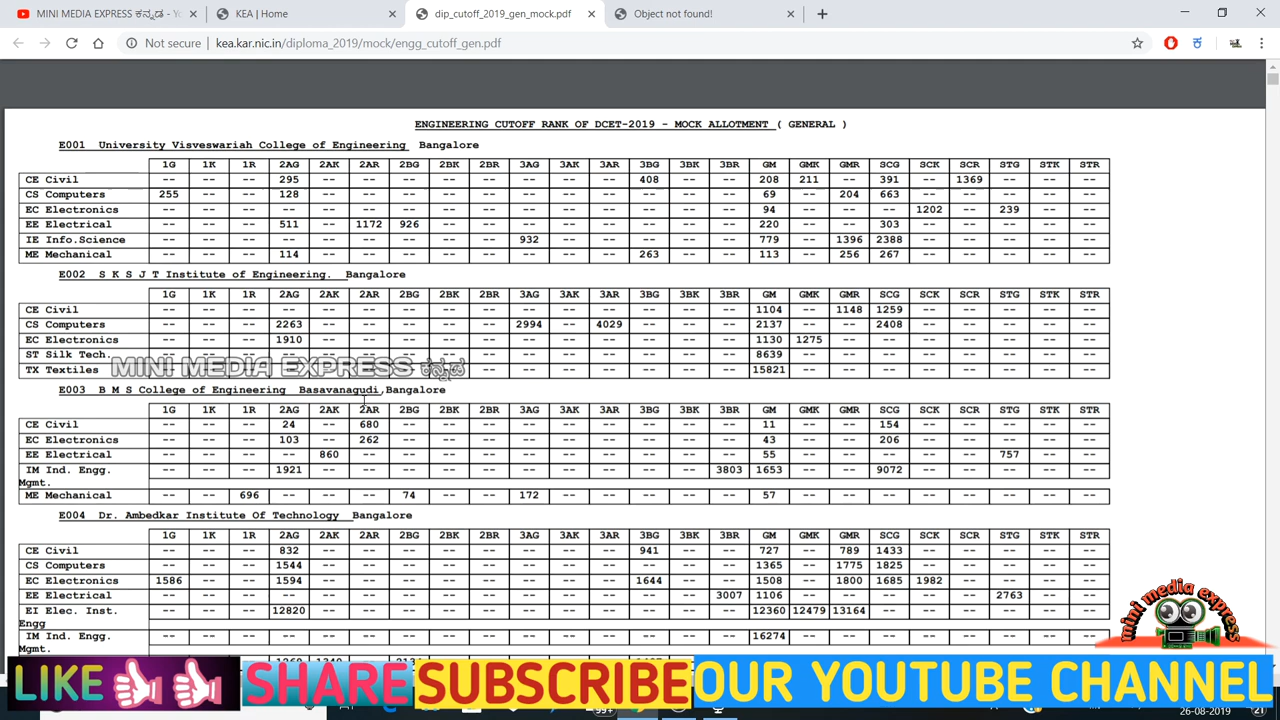 MINI MEDIA EXPRESS ಕನ್ನಡ - Yo
KEA | Home
dip_cutoff_2019_gen_mock.pdf
Object not found!
Not secure | kea.kar.nic.in/diploma_2019/mock/engg_cutoff_gen.pdf
ENGINEERING CUTOFF RANK OF DCET-2019 - MOCK ALLOTMENT ( GENERAL )
E001 University Visveswariah College of Engineering Bangalore
1G 1K 1R 2AG 2AK 2AR 2BG 2BK 2BR 3AG 3AK 3AR 3BG 3BK 3BR GM GMK GMR SCG SCK SCR STG STK STR
CE Civil -- -- -- 295 -- -- -- -- -- -- -- -- 408 -- -- 208 211 -- 391 -- 1369 -- -- --
CS Computers 255 -- -- 128 -- -- -- -- -- -- -- -- -- -- -- 69 -- 204 663 -- -- -- -- --
EC Electronics -- -- -- -- -- -- -- -- -- -- -- -- -- -- -- 94 -- -- -- 1202 -- 239 -- --
EE Electrical -- -- -- 511 -- 1172 926 -- -- -- -- -- -- -- -- 220 -- -- 303 -- -- -- -- --
IE Info.Science -- -- -- -- -- -- -- -- -- 932 -- -- -- -- -- 779 -- 1396 2388 -- -- -- -- --
ME Mechanical -- -- -- 114 -- -- -- -- -- -- -- -- 263 -- -- 113 -- 256 267 -- -- -- -- --
E002 S K S J T Institute of Engineering. Bangalore
1G 1K 1R 2AG 2AK 2AR 2BG 2BK 2BR 3AG 3AK 3AR 3BG 3BK 3BR GM GMK GMR SCG SCK SCR STG STK STR
CE Civil -- -- -- -- -- -- -- -- -- -- -- -- -- -- -- 1104 -- 1148 1259 -- -- -- -- --
CS Computers -- -- -- 2263 -- -- -- -- -- 2994 -- 4029 -- -- -- 2137 -- -- 2408 -- -- -- -- --
EC Electronics -- -- -- 1910 -- -- -- -- -- -- -- -- -- -- -- 1130 1275 -- -- -- -- -- -- --
ST Silk Tech. -- -- -- -- -- -- -- -- -- -- -- -- -- -- -- 8639 -- -- -- -- -- -- -- --
TX Textiles -- -- -- -- -- -- -- 15821 -- -- -- -- -- -- -- --
MINI MEDIA EXPRESS ಕನ್ನಡ
E003 B M S College of Engineering Basavanagudi,Bangalore
1G 1K 1R 2AG 2AK 2AR 2BG 2BK 2BR 3AG 3AK 3AR 3BG 3BK 3BR GM GMK GMR SCG SCK SCR STG STK STR
CE Civil -- -- -- 24 -- 680 -- -- -- -- -- -- -- -- -- 11 -- -- 154 -- -- -- -- --
EC Electronics -- -- -- 103 -- 262 -- -- -- -- -- -- -- -- -- 43 -- -- 206 -- -- -- -- --
EE Electrical -- -- -- -- 860 -- -- -- -- -- -- -- -- -- -- 55 -- -- -- -- -- 757 -- --
IM Ind. Engg. -- -- -- 1921 -- -- -- -- -- -- -- -- -- -- 3803 1653 -- -- 9072 -- -- -- -- --
Mgmt.
ME Mechanical -- -- 696 -- -- -- 74 -- -- 172 -- -- -- -- -- 57 -- -- -- -- -- -- -- --
E004 Dr. Ambedkar Institute Of Technology Bangalore
1G 1K 1R 2AG 2AK 2AR 2BG 2BK 2BR 3AG 3AK 3AR 3BG 3BK 3BR GM GMK GMR SCG SCK SCR STG STK STR
CE Civil -- -- -- 832 -- -- -- -- -- -- -- -- 941 -- -- 727 -- 789 1433 -- -- -- -- --
CS Computers -- -- -- 1544 -- -- -- -- -- -- -- -- -- -- -- 1365 -- 1775 1825 -- -- -- -- --
EC Electronics 1586 -- -- 1594 -- -- -- -- -- -- -- -- 1644 -- -- 1508 -- 1800 1685 1982 -- -- -- --
EE Electrical -- -- -- -- -- -- -- -- -- -- -- -- -- -- 3007 1106 -- -- -- -- -- 2763 -- --
EI Elec. Inst. -- -- -- 12820 -- -- -- -- -- -- -- -- -- -- -- 12360 12479 13164 -- -- -- -- -- --
Engg
IM Ind. Engg. -- -- -- -- -- -- -- -- -- -- -- -- -- -- -- 16274 -- -- -- -- -- -- -- --
Mgmt.
mini media express
LIKE SHARE SUBSCRIBE OUR YOUTUBE CHANNEL
99+
26-08-2019
21